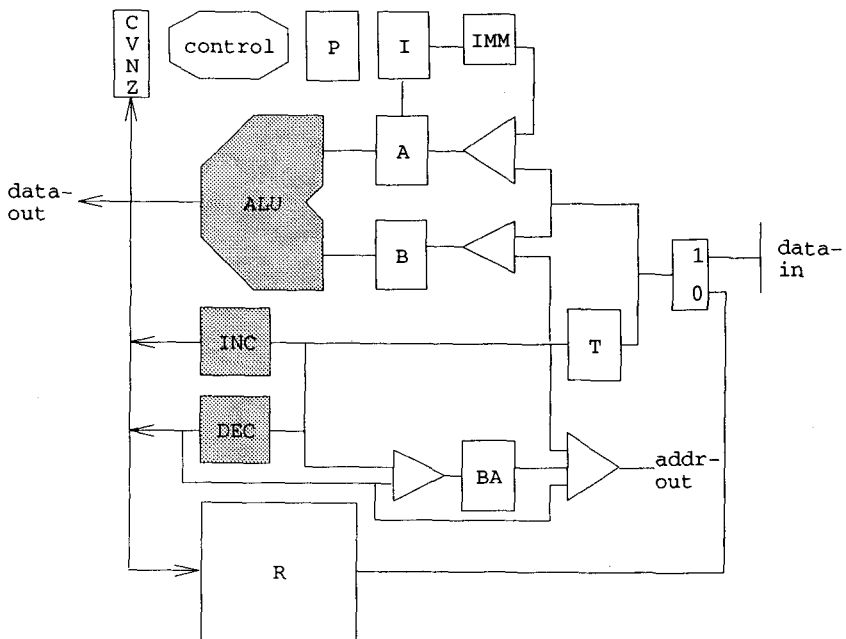 C
V
N
Z
control
P
I
IMM
A
data-
out
ALU
B
1
0
data-
in
INC
T
DEC
BA
addr-
out
R